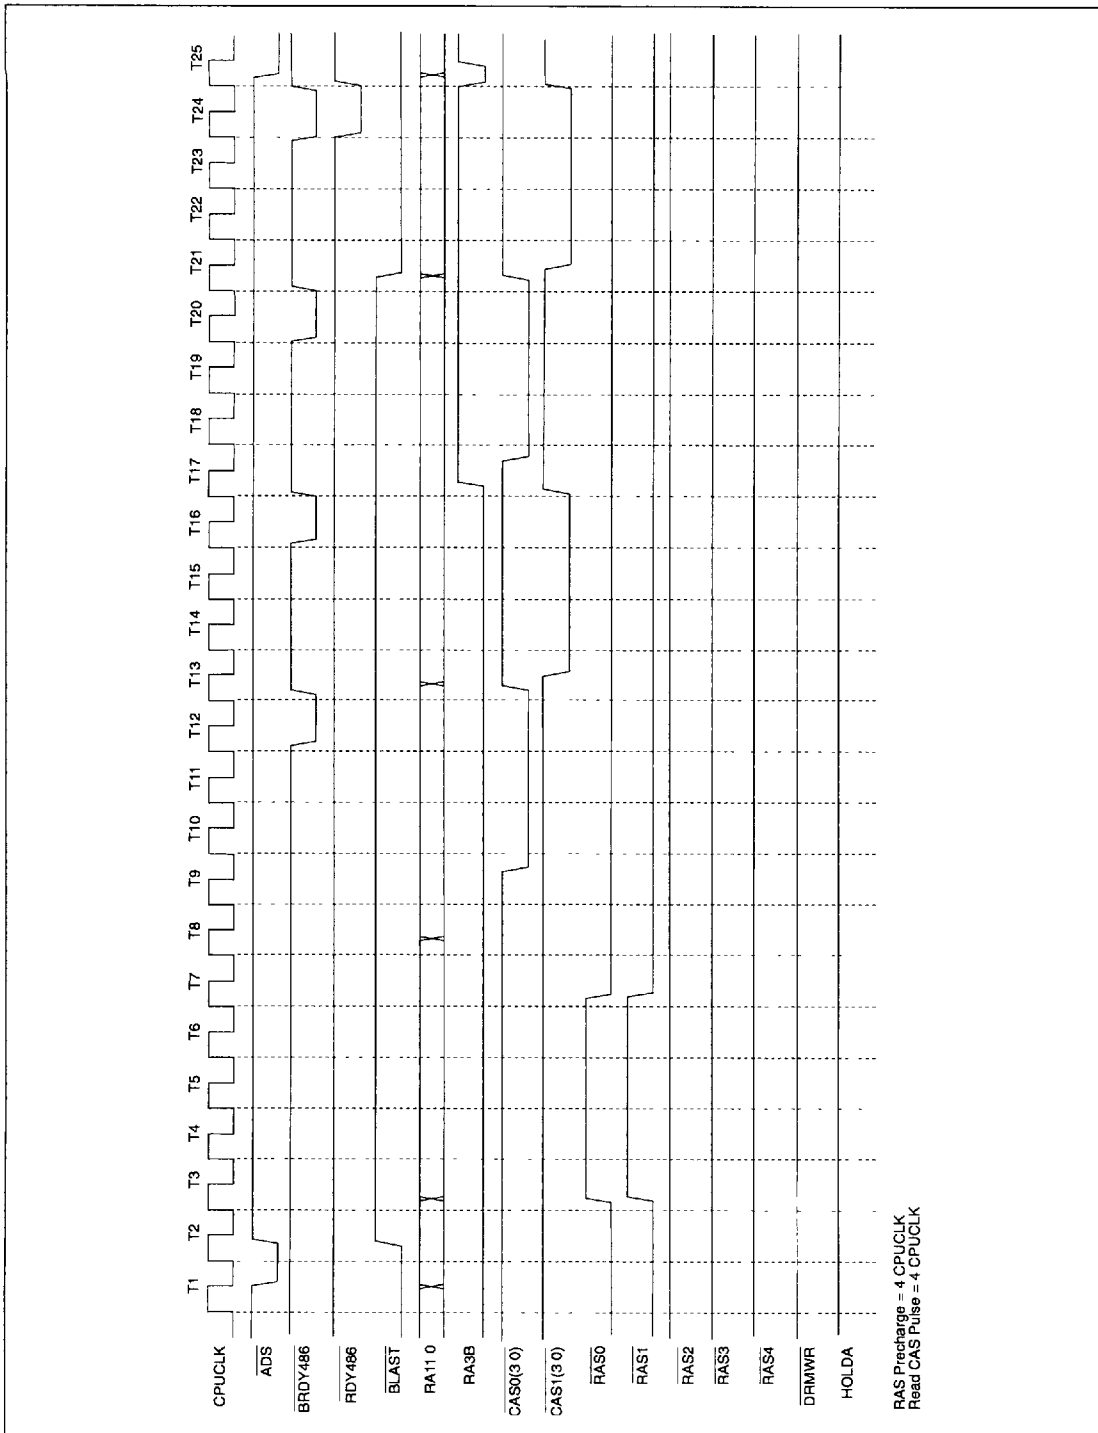 T1 T2 T3 T4 T5 T6 T7 T8 T9 T10 T11 T12 T13 T14 T15 T16 T17 T18 T19 T20 T21 T22 T23 T24 T25
CPUCLK
ADS
BRDY486
RDY486
BLAST
RA11 0
RA3B
CAS0(3 0)
CAS1(3 0)
RAS0
RAS1
RAS2
RAS3
RAS4
DRMWR
HOLDA
RAS Precharge = 4 CPUCLK
Read CAS Pulse = 4 CPUCLK